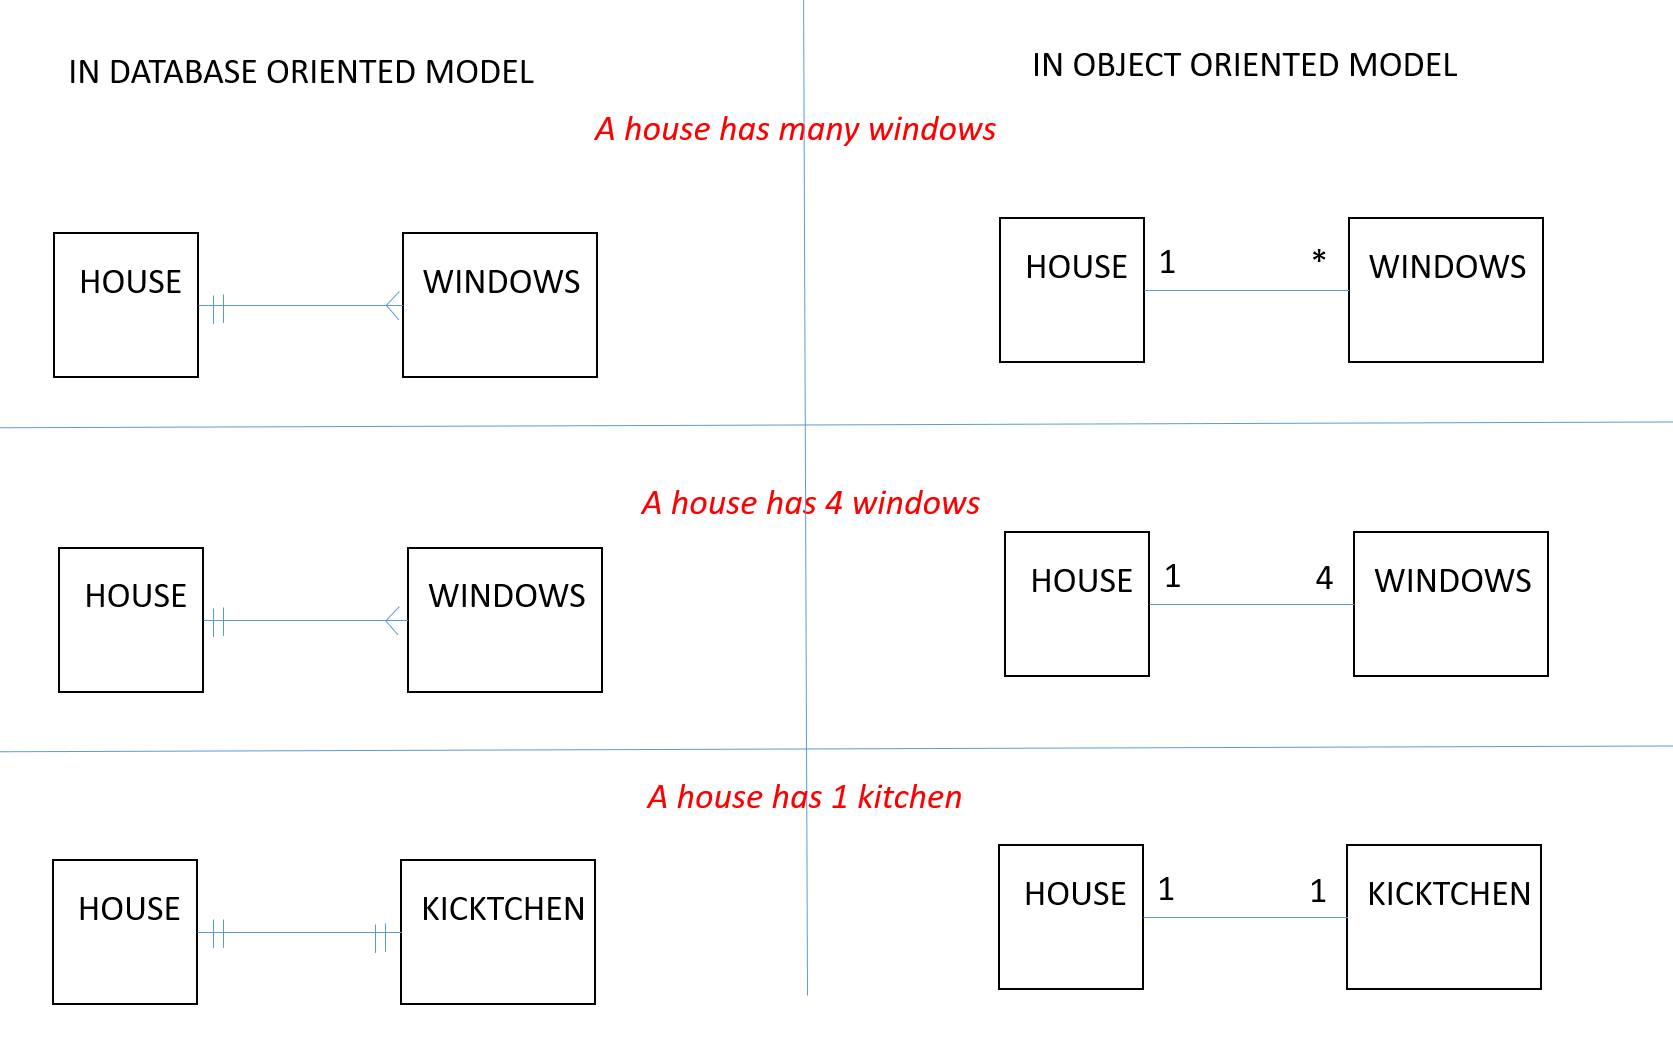 IN DATABASE ORIENTED MODEL
IN OBJECT ORIENTED MODEL
A house has many windows
HOUSE
WINDOWS
HOUSE
1
*
WINDOWS
A house has 4 windows
HOUSE
WINDOWS
HOUSE
1
4
WINDOWS
A house has 1 kitchen
HOUSE
KICKTCHEN
HOUSE
1
1
KICKTCHEN